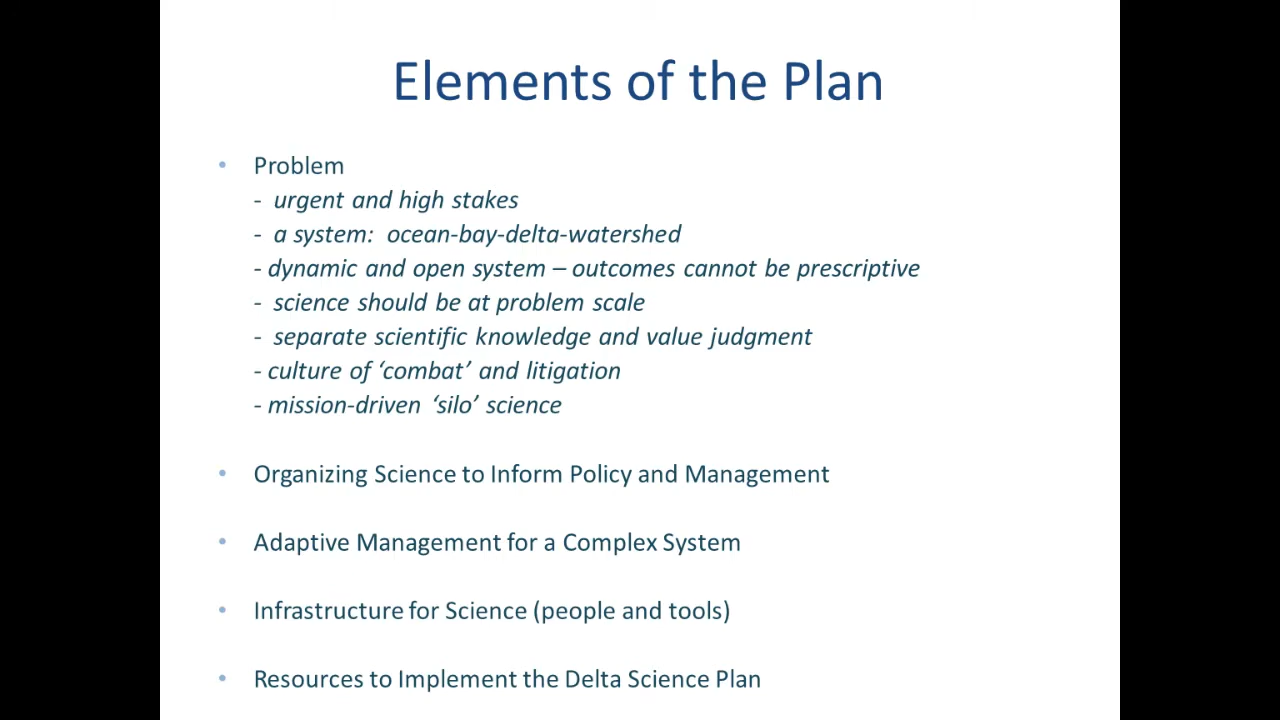 Elements of the Plan
• Problem
- urgent and high stakes
- a system: ocean-bay-delta-watershed
- dynamic and open system – outcomes cannot be prescriptive
- science should be at problem scale
- separate scientific knowledge and value judgment
- culture of ‘combat’ and litigation
- mission-driven ‘silo’ science
• Organizing Science to Inform Policy and Management
• Adaptive Management for a Complex System
• Infrastructure for Science (people and tools)
• Resources to Implement the Delta Science Plan